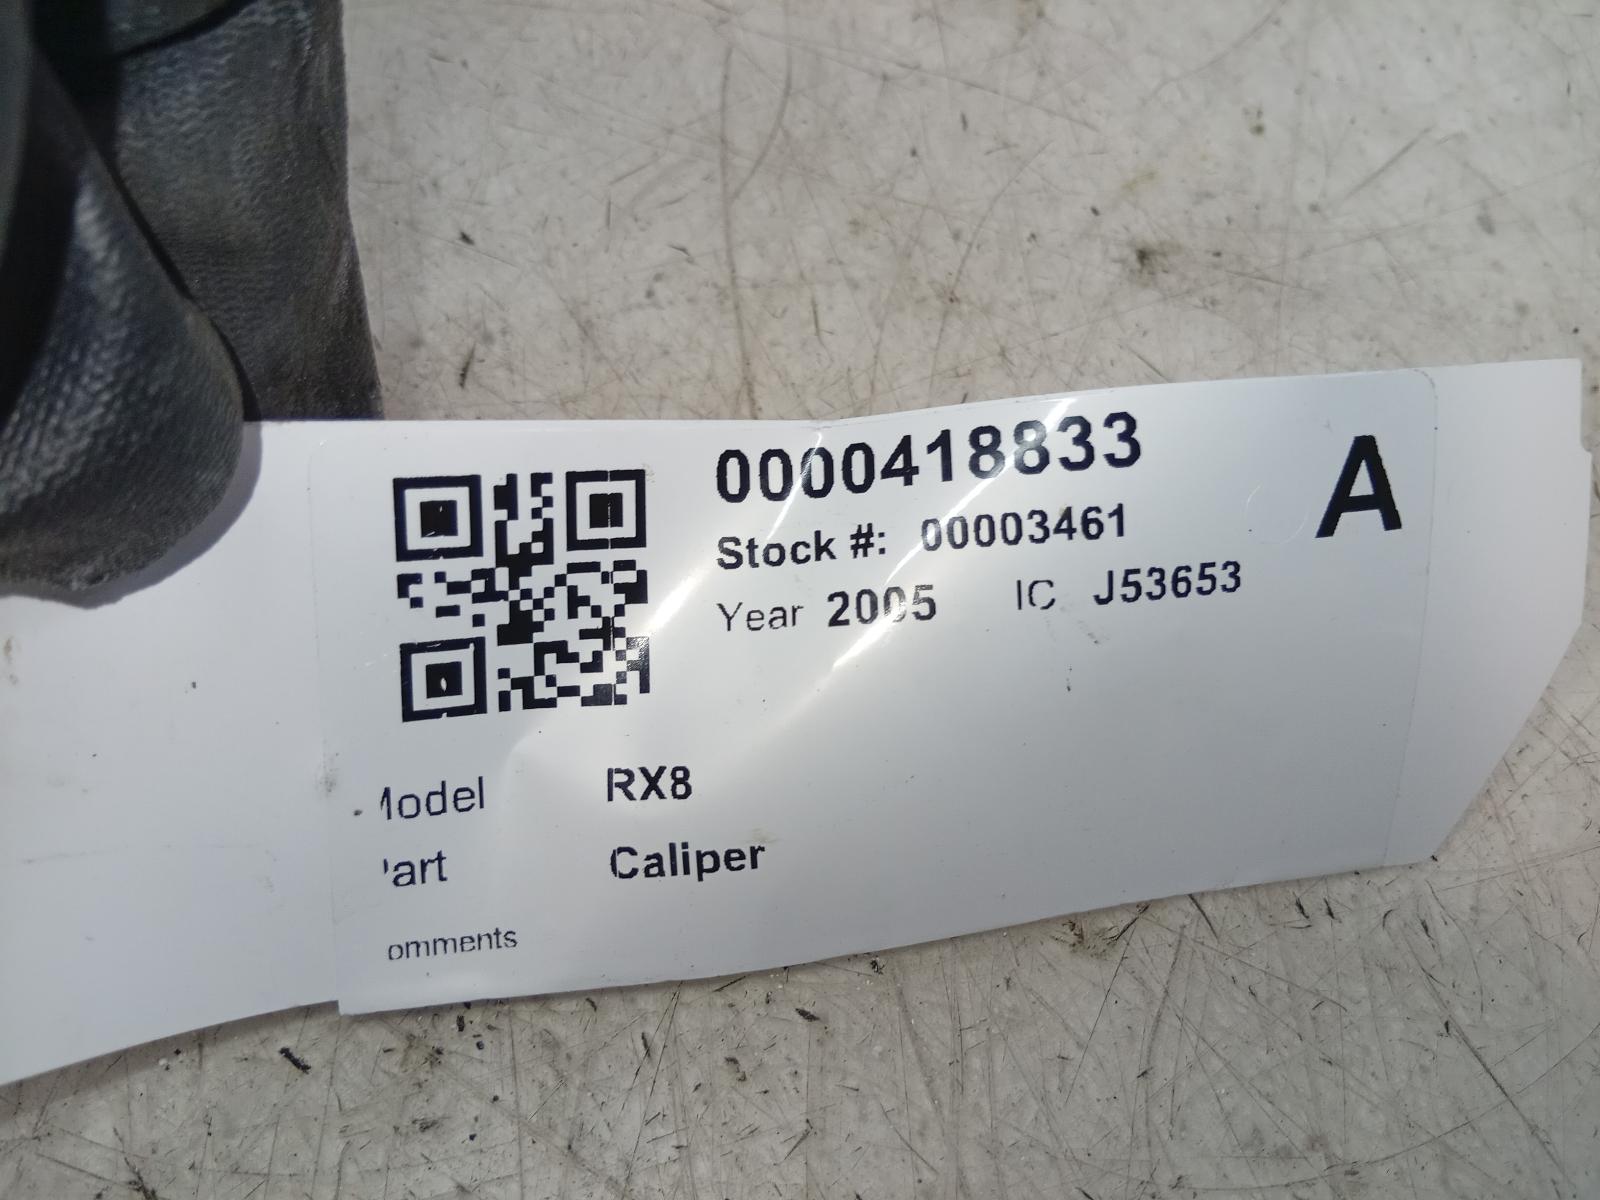 0000418833
A
Stock #: 00003461
Year 2005 IC J53653
Model RX8
Part Caliper
omments